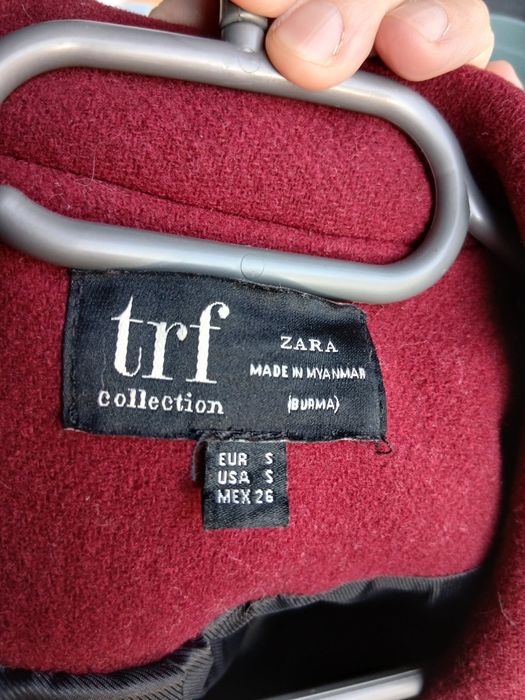 trf
collection
ZARA
MADE IN MYANMAR
(BURMA)
EUR S
USA S
MEX 26